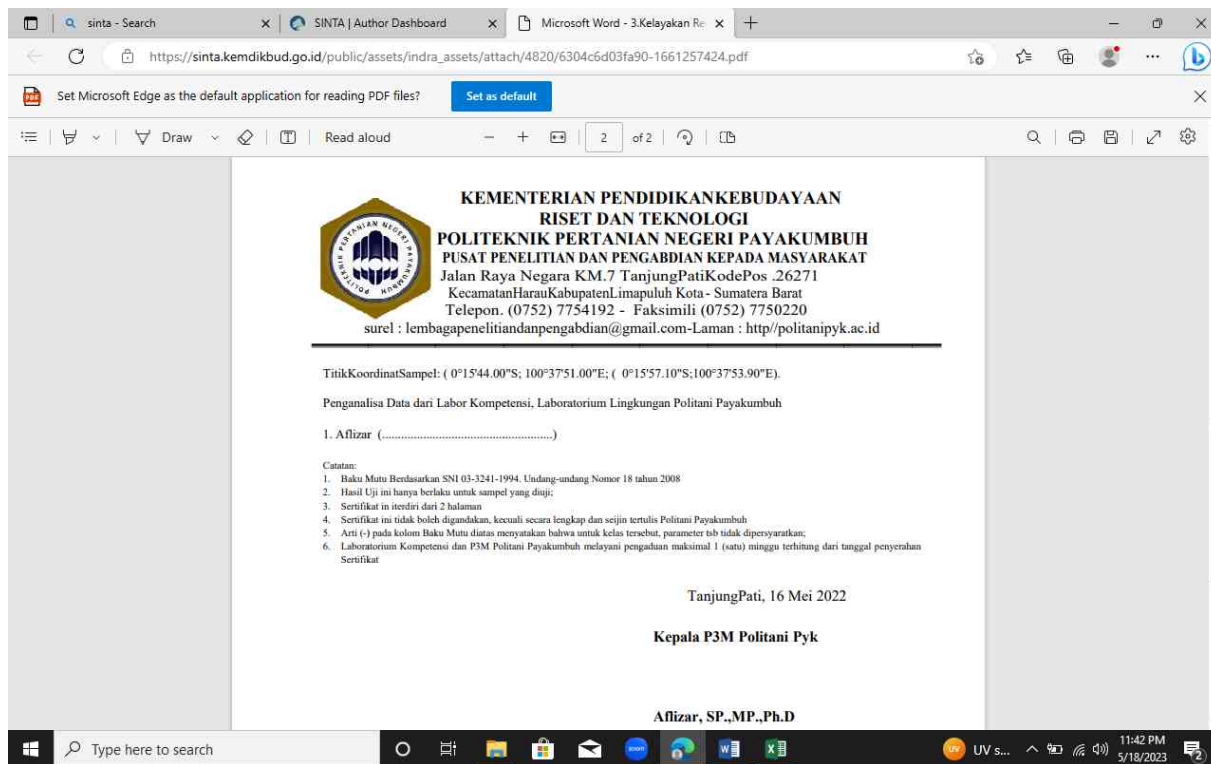 sinta - Search
SINTA | Author Dashboard
Microsoft Word - 3.Kelayakan Re
https://sinta.kemdikbud.go.id/public/assets/indra_assets/attach/4820/6304c6d03fa90-1661257424.pdf
Set Microsoft Edge as the default application for reading PDF files?
Set as default
Draw
Read aloud
2 of 2
KEMENTERIAN PENDIDIKANKEBUDAYAAN
RISET DAN TEKNOLOGI
POLITEKNIK PERTANIAN NEGERI PAYAKUMBUH
PUSAT PENELITIAN DAN PENGABDIAN KEPADA MASYARAKAT
Jalan Raya Negara KM.7 TanjungPatiKodePos .26271
KecamatanHarauKabupatenLimapuluh Kota - Sumatera Barat
Telepon. (0752) 7754192 - Faksimili (0752) 7750220
surel : lembagapenelitiandanpengabdian@gmail.com-Laman : http//politanipyk.ac.id
POLITEKNIK PERTANIAN NEGERI PAYAKUMBUH
TitikKoordinatSampel: ( 0°15'44.00"S; 100°37'51.00"E; ( 0°15'57.10"S;100°37'53.90"E).
Penganalisa Data dari Labor Kompetensi, Laboratorium Lingkungan Politani Payakumbuh
1. Aflizar (......................................................)
Catatan:
1. Baku Mutu Berdasarkan SNI 03-3241-1994. Undang-undang Nomor 18 tahun 2008
2. Hasil Uji ini hanya berlaku untuk sampel yang diuji;
3. Sertifikat in iterdiri dari 2 halaman
4. Sertifikat ini tidak boleh digandakan, kecuali secara lengkap dan seijin tertulis Politani Payakumbuh
5. Arti (-) pada kolom Baku Mutu diatas menyatakan bahwa untuk kelas tersebut, parameter tsb tidak dipersyaratkan;
6. Laboratorium Kompetensi dan P3M Politani Payakumbuh melayani pengaduan maksimal 1 (satu) minggu terhitung dari tanggal penyerahan
Sertifikat
TanjungPati, 16 Mei 2022
Kepala P3M Politani Pyk
Aflizar, SP.,MP.,Ph.D
Type here to search
zoom
UV
UV s...
11:42 PM
5/18/2023
2